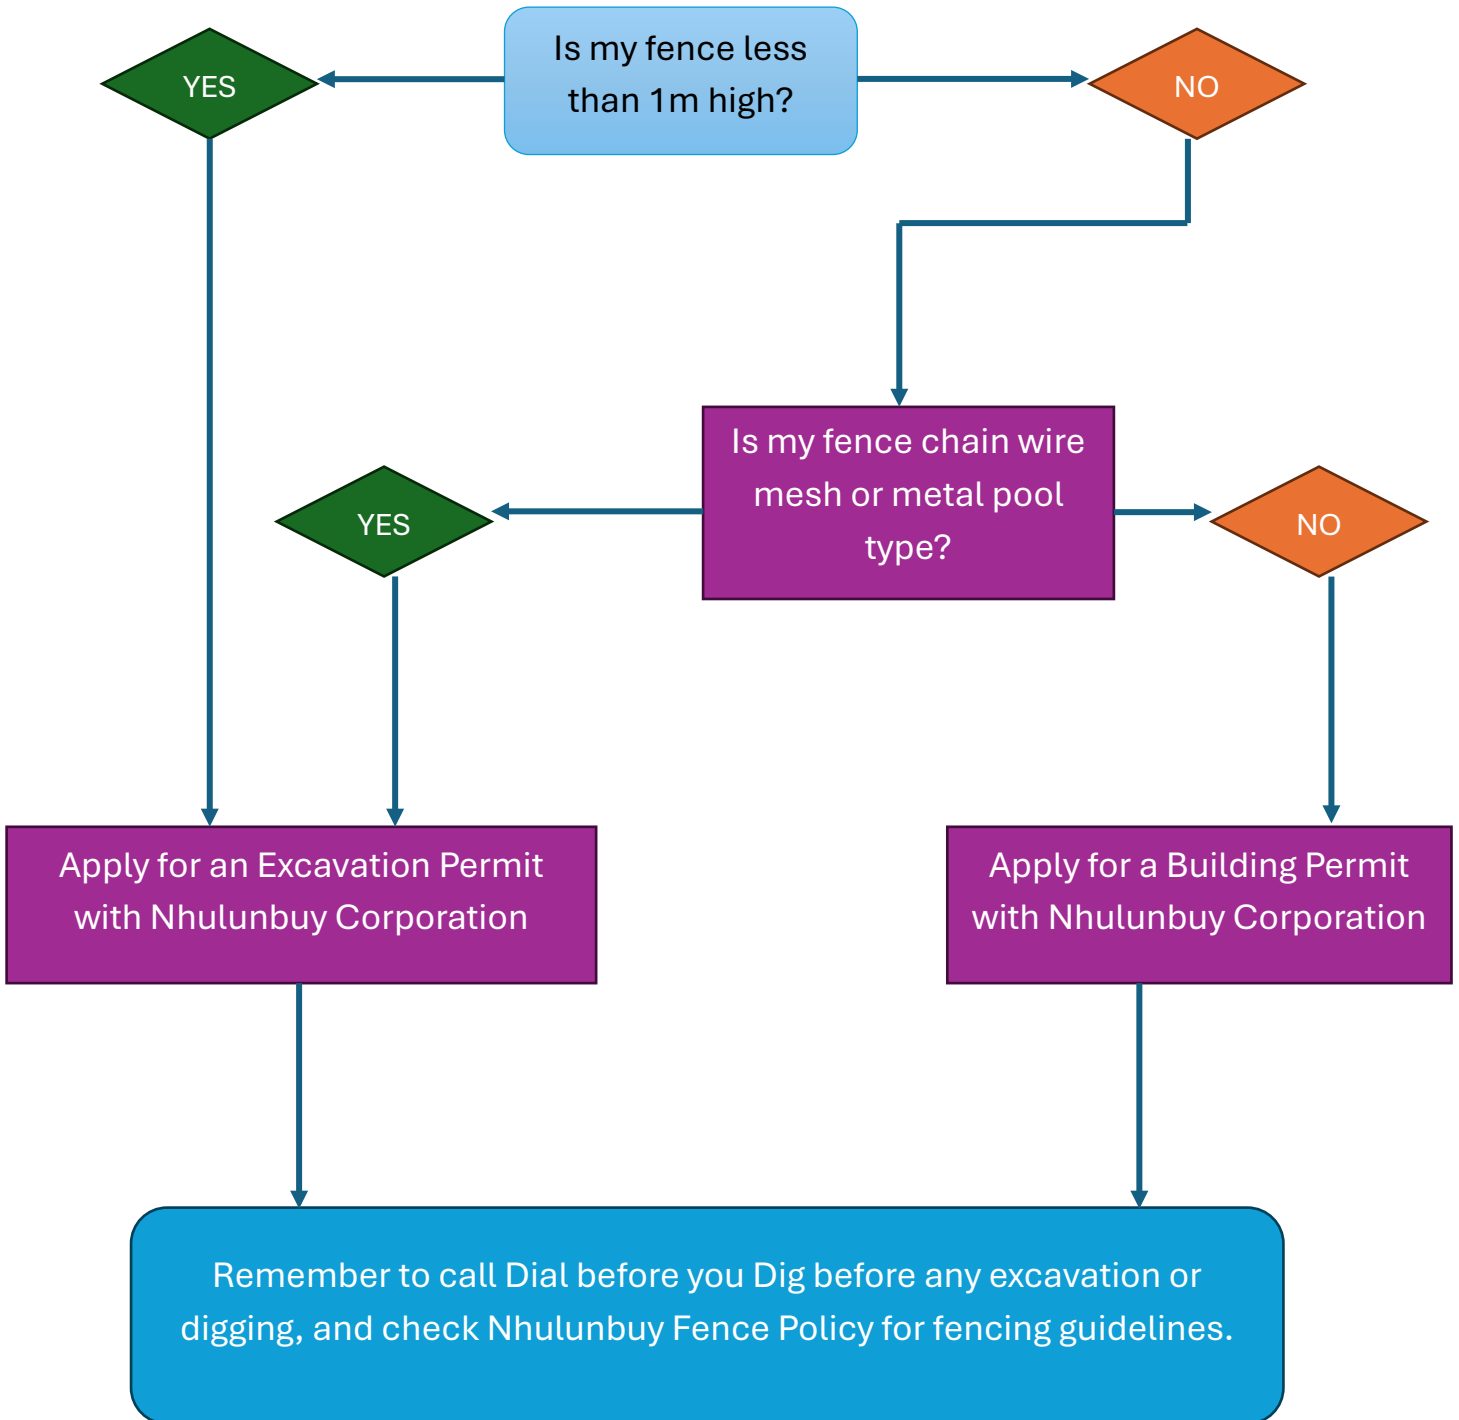 Is my fence less
than 1m high?
YES
NO
Is my fence chain wire
mesh or metal pool
type?
YES
NO
Apply for an Excavation Permit
with Nhulunbuy Corporation
Apply for a Building Permit
with Nhulunbuy Corporation
Remember to call Dial before you Dig before any excavation or
digging, and check Nhulunbuy Fence Policy for fencing guidelines.